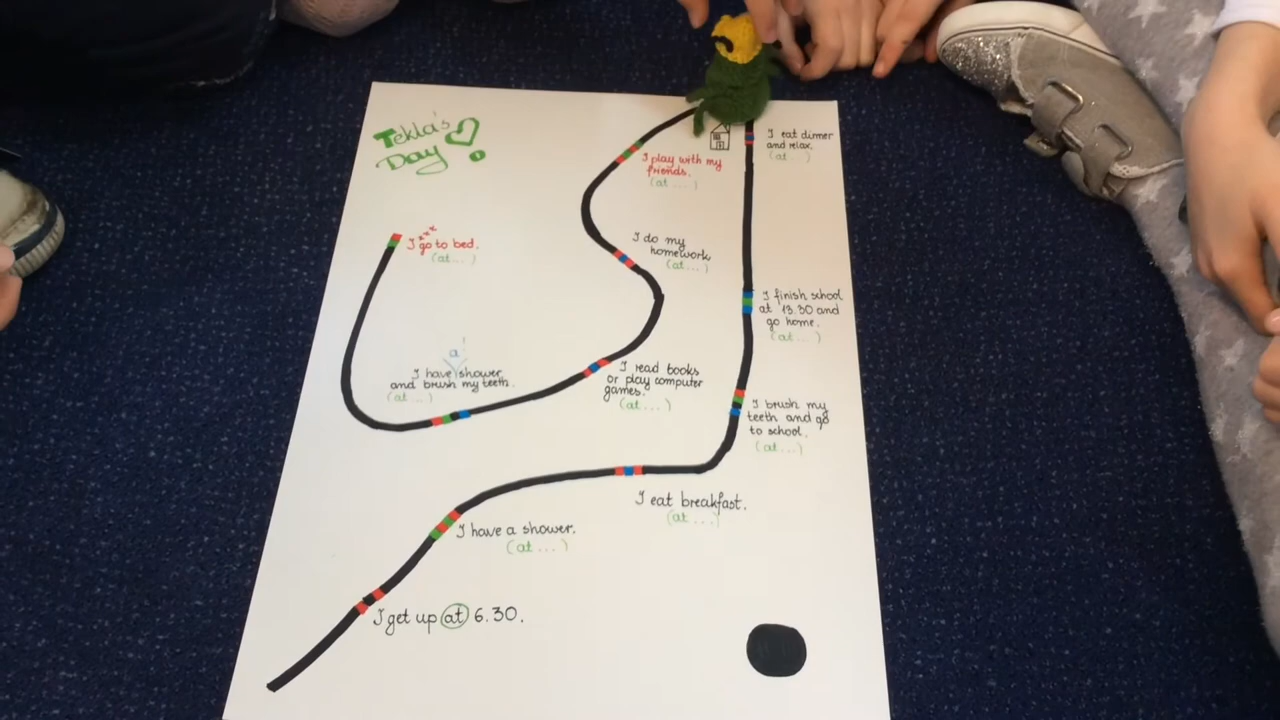 Tekla's
Day !
I get up at 6.30.
I have a shower.
(at ...)
I eat breakfast.
(at ...)
I brush my
teeth and go
to school.
(at ...)
I finish school
at 13.30 and
go home.
(at ...)
I eat dinner
and relax.
(at ...)
I play with my
friends.
(at ....)
I do my
homework
(at ....)
I read books
or play computer
games.
(at ...)
a
I have shower
and brush my teeth.
(at ...)
xxx
I go to bed.
(at ...)